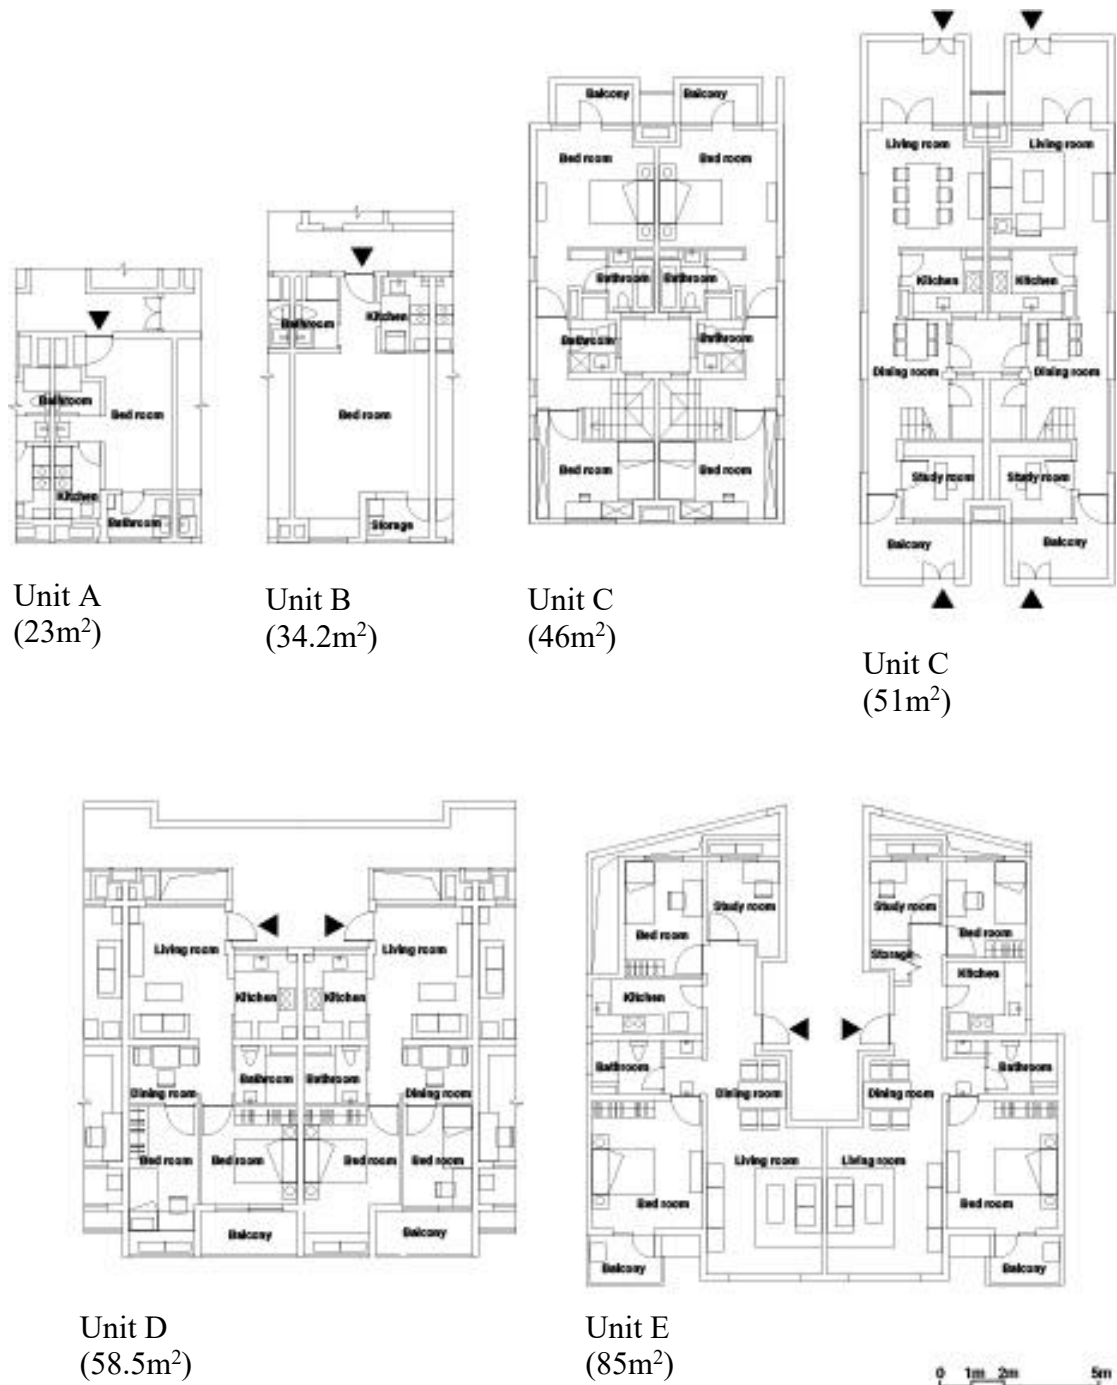 Balcony Balcony
Bed room Bed room
Bathroom Bathroom
Bathroom Bathroom
Bed room Bed room
Living room Living room
Kitchen Kitchen
Dining room Dining room
Study room Study room
Balcony Balcony
Bathroom
Bed room
Kitchen
Bathroom
Bathroom
Kitchen
Bed room
Storage
Unit A
(23m²)
Unit B
(34.2m²)
Unit C
(46m²)
Unit C
(51m²)
Living room Living room
Kitchen Kitchen
Bathroom Bathroom
Dining room Dining room
Bed room Bed room Bed room Bed room
Balcony Balcony
Study room Study room
Bed room Bed room
Storage
Kitchen Kitchen
Bathroom Bathroom
Dining room Dining room
Living room Living room
Bed room Bed room
Balcony Balcony
Unit D
(58.5m²)
Unit E
(85m²)
0 1m 2m 5m